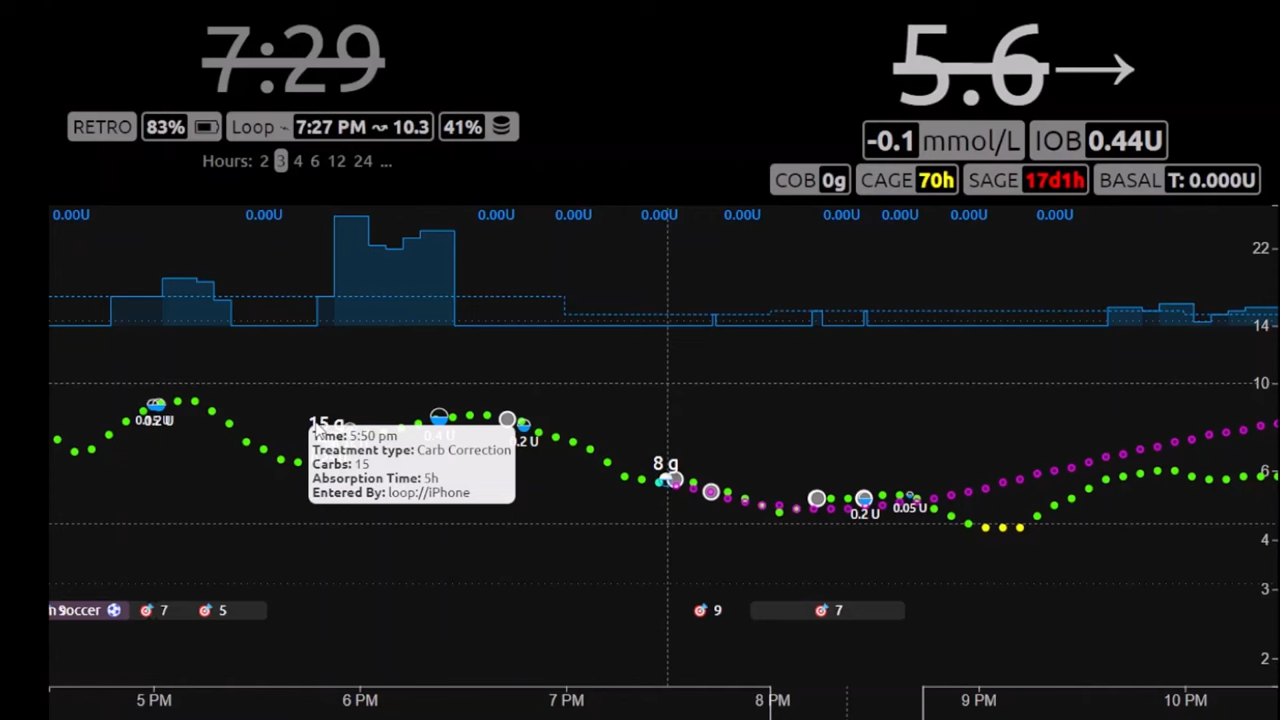 7:29
5.6→
RETRO 83% Loop 7:27 PM ↝ 10.3 41%
-0.1 mmol/L IOB 0.44U
Hours: 2 3 4 6 12 24 ...
COB 0g CAGE 70h SAGE 17d1h BASAL T: 0.000U
0.00U 0.00U 0.00U 0.00U 0.00U 0.00U 0.00U 0.00U 0.00U 0.00U
22
14
10
6
4
3
2
0.2U
15 g
0.4 U
0.2 U
Time: 5:50 pm
Treatment type: Carb Correction
Carbs: 15
Absorption Time: 5h
Entered By: loop://iPhone
8 g
0.2 U
0.05 U
soccer 7 5 9 7
5 PM 6 PM 7 PM 8 PM 9 PM 10 PM